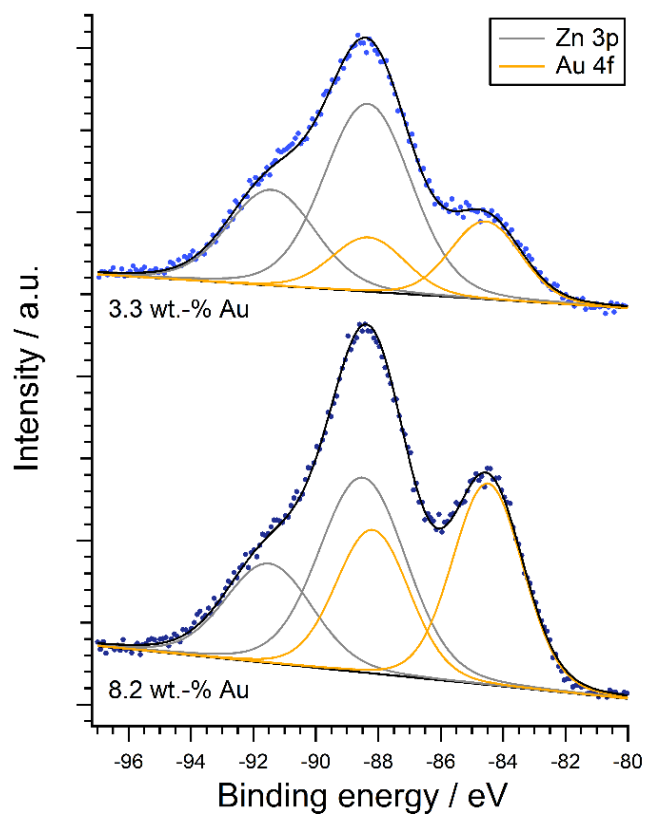 Zn 3p
Au 4f
3.3 wt.-% Au
Intensity / a.u.
8.2 wt.-% Au
-96 -94 -92 -90 -88 -86 -84 -82 -80
Binding energy / eV